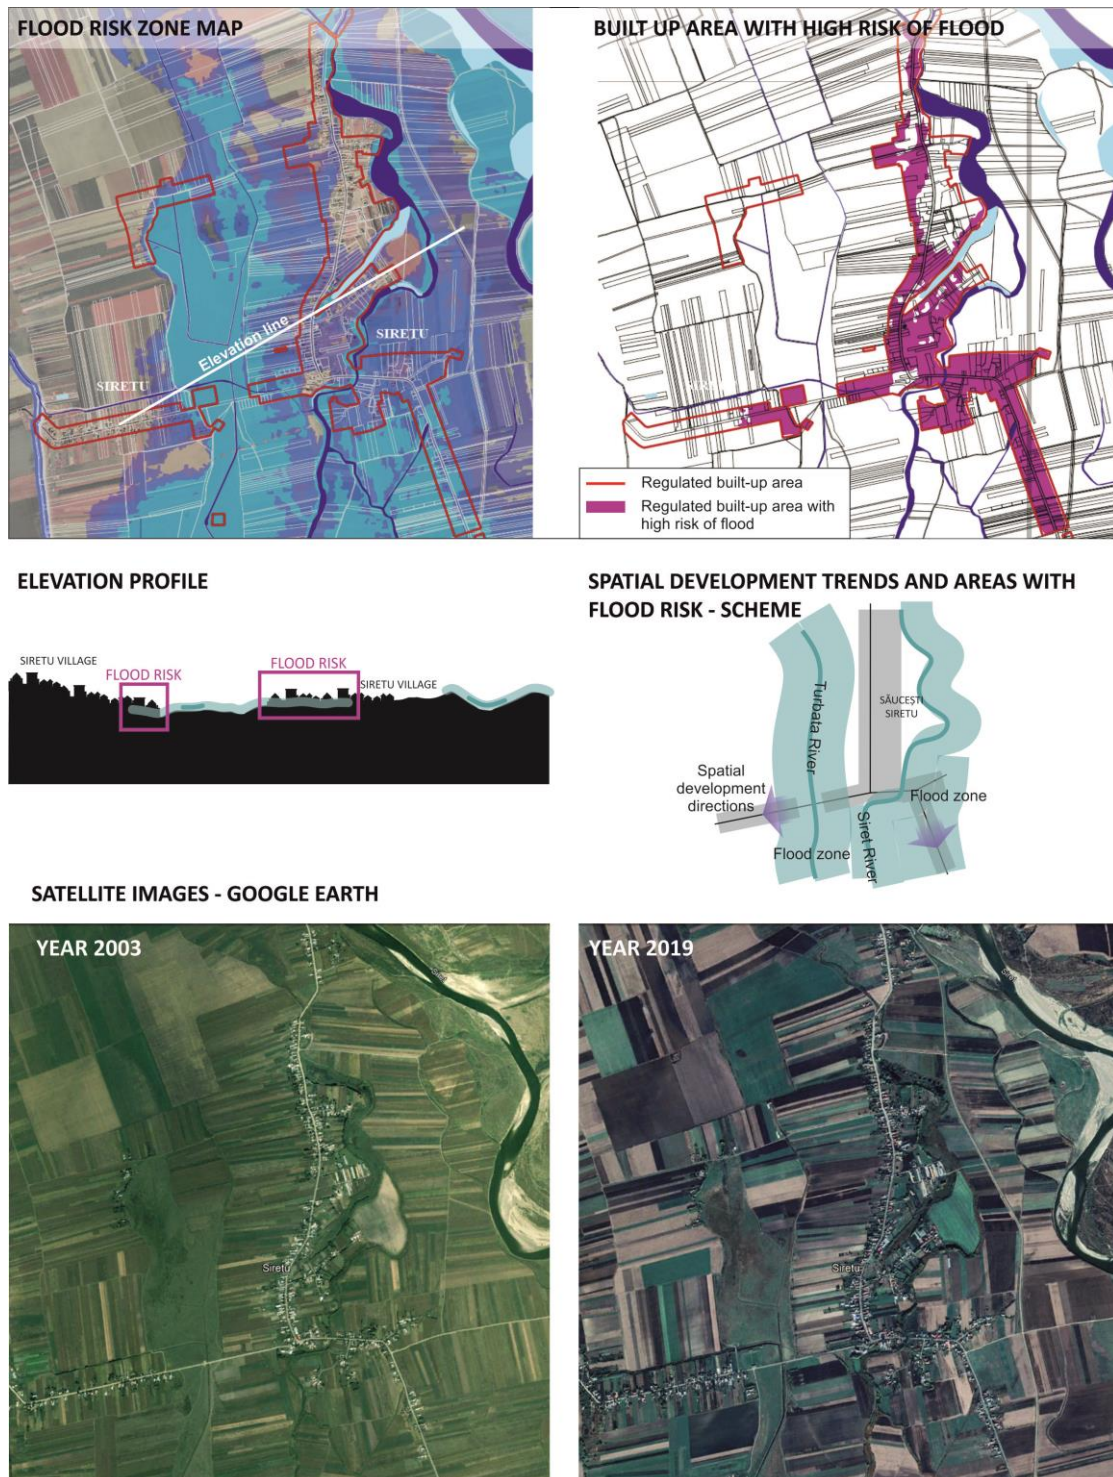 FLOOD RISK ZONE MAP
Elevation line
SIRETU
SIRETU
BUILT UP AREA WITH HIGH RISK OF FLOOD
Regulated built-up area
Regulated built-up area with
high risk of flood
ELEVATION PROFILE
SIRETU VILLAGE
FLOOD RISK
FLOOD RISK
SIRETU VILLAGE
SPATIAL DEVELOPMENT TRENDS AND AREAS WITH
FLOOD RISK - SCHEME
Turbata River
SĂUCEȘTI
SIRETU
Spatial
development
directions
Flood zone
Siret River
Flood zone
SATELLITE IMAGES - GOOGLE EARTH
YEAR 2003
Siretu
YEAR 2019
Siretu